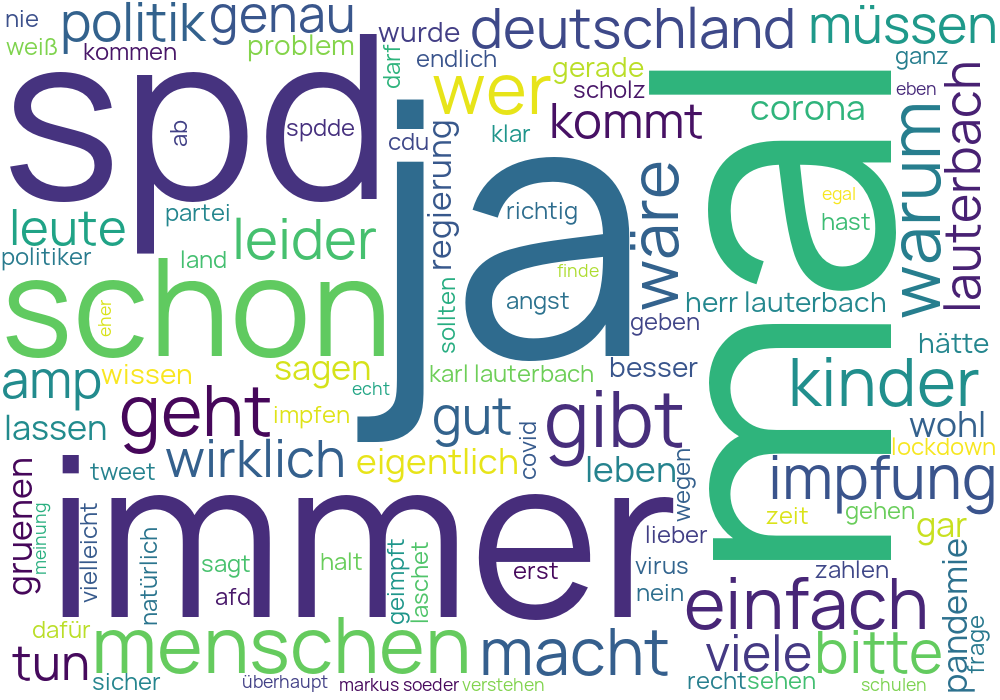 nie
politik
genau
wurde
deutschland
müssen
weiß
kommen
problem
darf
endlich
gerade
ganz
spd
ab
spdde
cdu
wer
scholz
eben
klar
kommt
corona
lauterbach
warum
mal
ja
regierung
wäre
richtig
egal
hast
leute
partei
leider
politiker
land
finde
angst
herr lauterbach
sollten
geben
schon
eher
hätte
amp
wissen
sagen
echt
karl lauterbach
besser
kinder
lassen
geht
impfen
gut
gibt
wohl
wirklich
eigentlich
covid
leben
wegen
lockdown
impfung
tweet
gruenen
meinung
vielleicht
natürlich
immer
sagt
afd
halt
geimpft
laschet
erst
lieber
zeit
gehen
gar
virus
nein
zahlen
pandemie
frage
einfach
dafür
tun
menschen
macht
viele
bitte
sicher
überhaupt
markus soeder
verstehen
recht
sehen
schulen